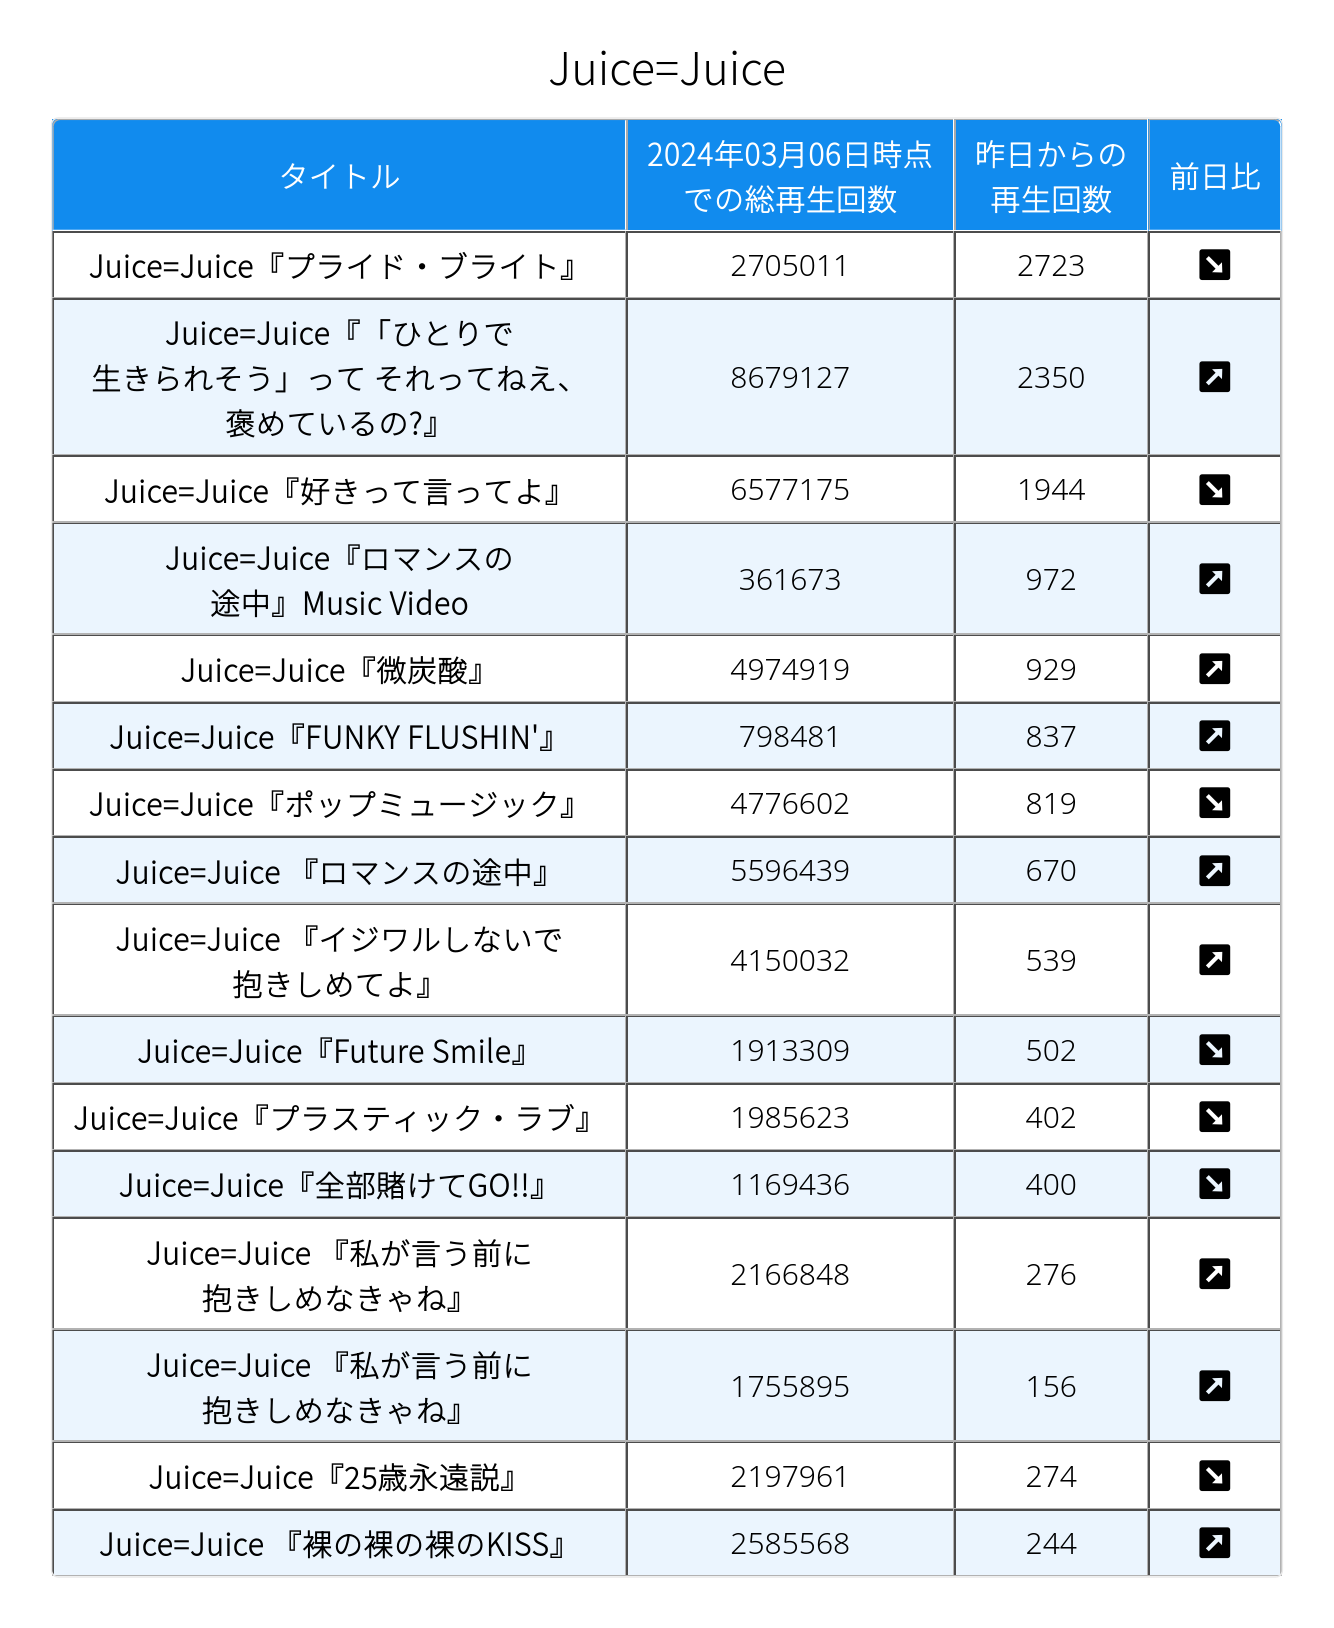 Juice=Juice
タイトル
2024年03月06日時点
での総再生回数
昨日からの
再生回数
前日比
Juice=Juice『プライド・ブライト』
2705011
2723
Juice=Juice『「ひとりで
生きられそう」って それってねえ、
褒めているの?』
8679127
2350
Juice=Juice『好きって言ってよ』
6577175
1944
Juice=Juice『ロマンスの
途中』Music Video
361673
972
Juice=Juice『微炭酸』
4974919
929
Juice=Juice『FUNKY FLUSHIN'』
798481
837
Juice=Juice『ポップミュージック』
4776602
819
Juice=Juice 『ロマンスの途中』
5596439
670
Juice=Juice 『イジワルしないで
抱きしめてよ』
4150032
539
Juice=Juice『Future Smile』
1913309
502
Juice=Juice『プラスティック・ラブ』
1985623
402
Juice=Juice『全部賭けてGO!!』
1169436
400
Juice=Juice 『私が言う前に
抱きしめなきゃね』
2166848
276
Juice=Juice 『私が言う前に
抱きしめなきゃね』
1755895
156
Juice=Juice『25歳永遠説』
2197961
274
Juice=Juice 『裸の裸の裸のKISS』
2585568
244